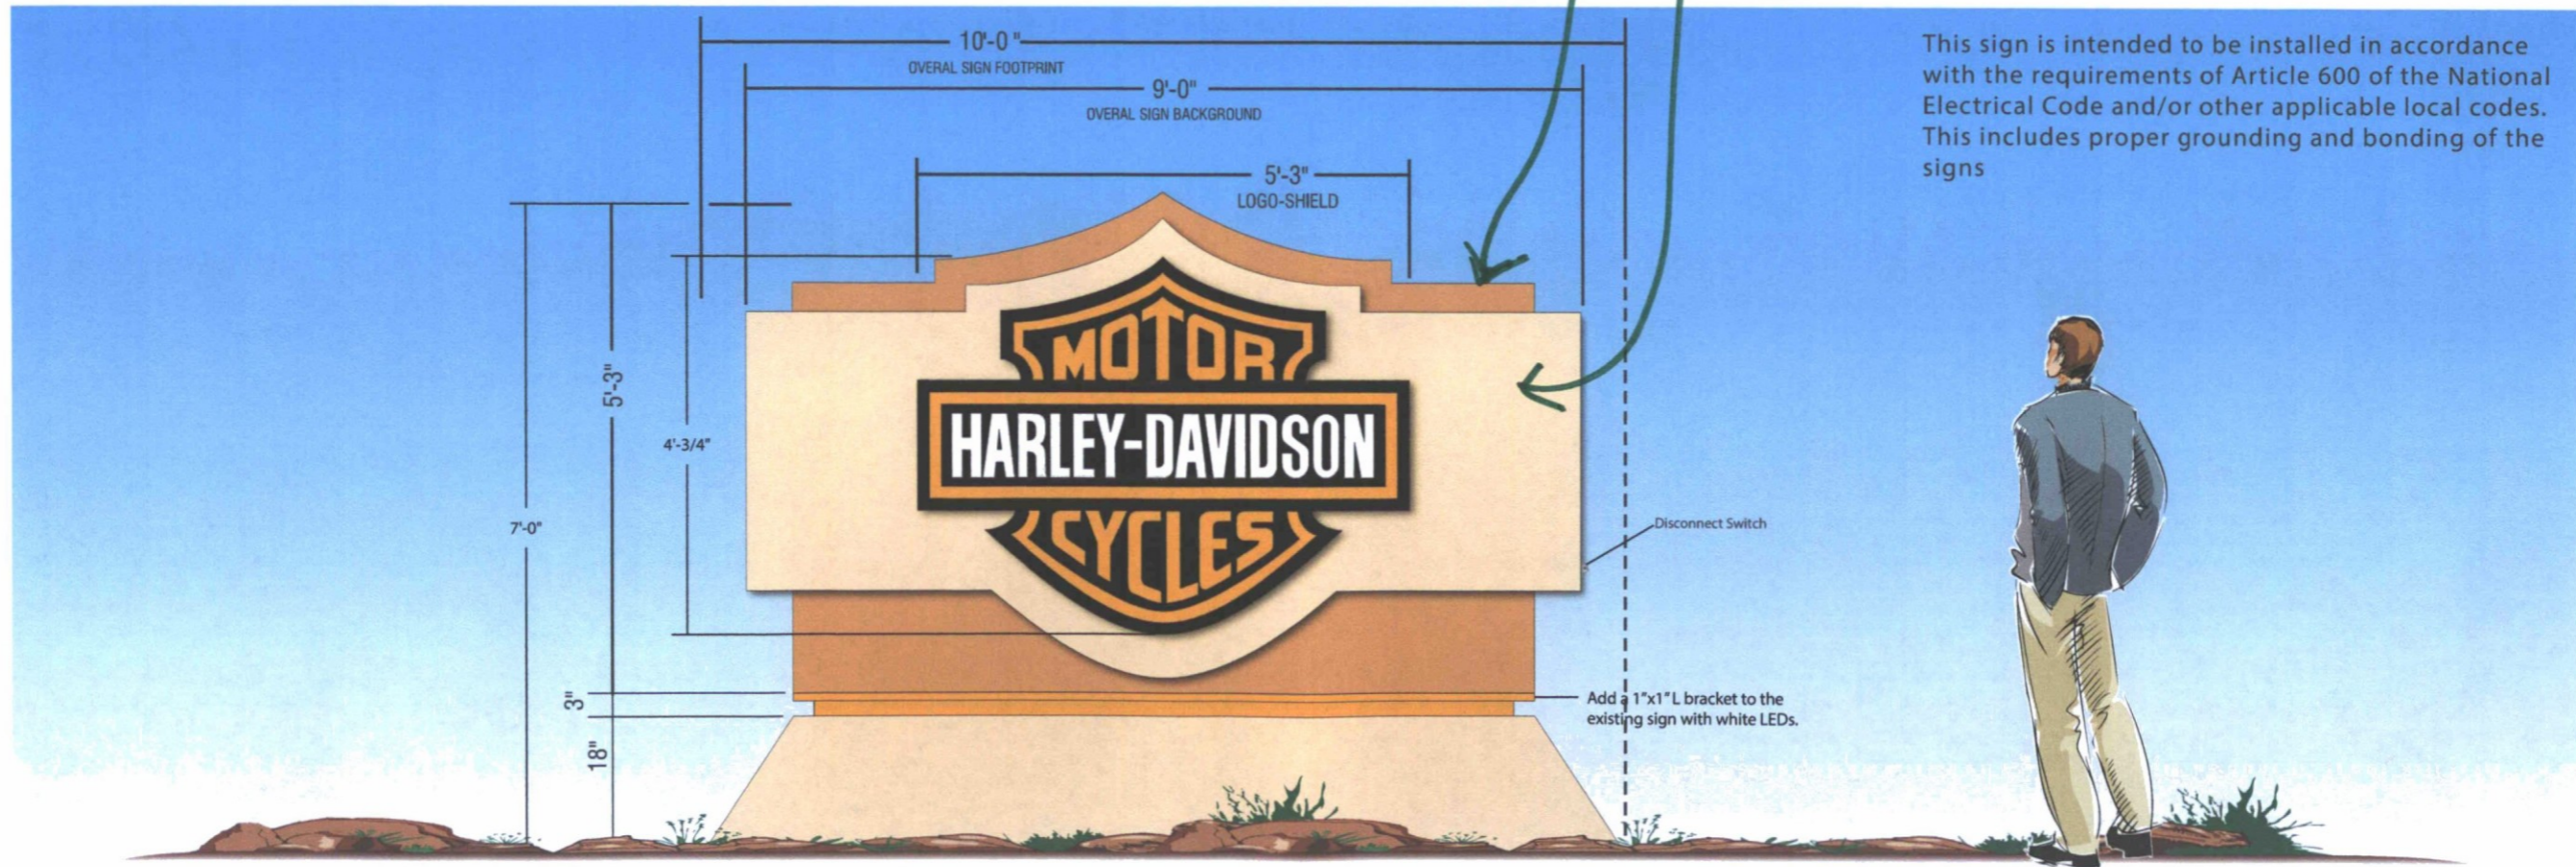 10'-0"
OVERAL SIGN FOOTPRINT
9'-0"
OVERAL SIGN BACKGROUND
5'-3"
LOGO-SHIELD
This sign is intended to be installed in accordance
with the requirements of Article 600 of the National
Electrical Code and/or other applicable local codes.
This includes proper grounding and bonding of the
signs
7'-0"
5'-3"
4'-3/4"
3"
18"
MOTOR
HARLEY-DAVIDSON
CYCLES
Disconnect Switch
Add a 1"x1" L bracket to the
existing sign with white LEDs.